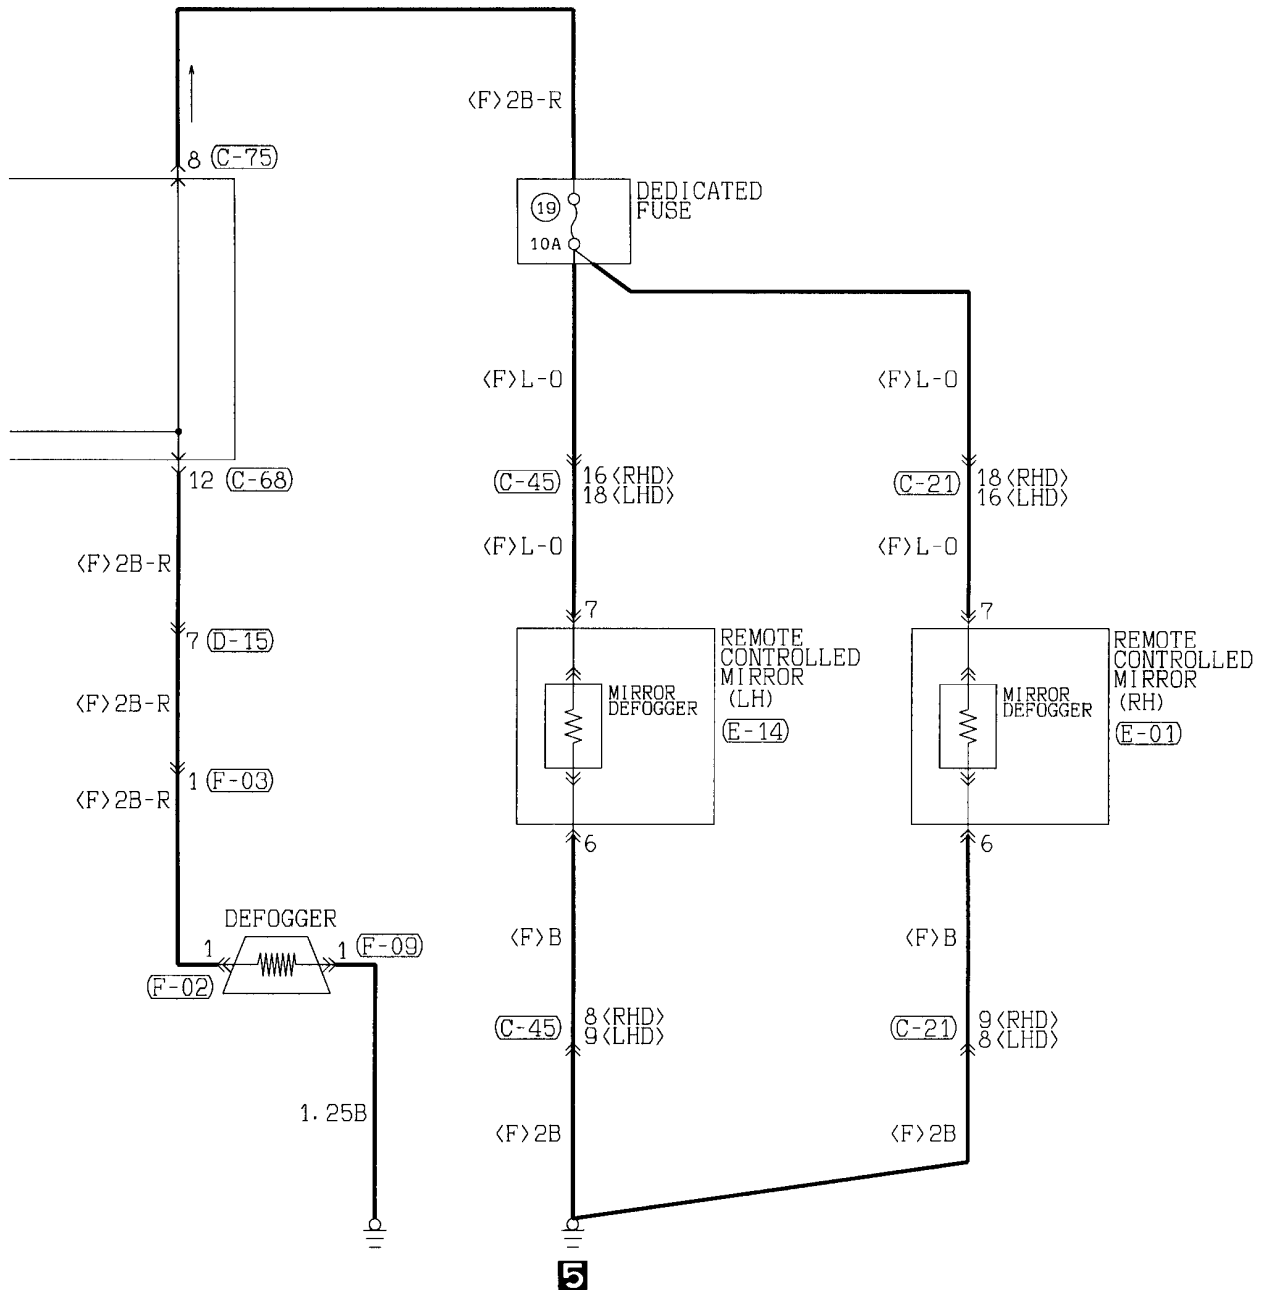 〈F〉2B-R
8 (C-75)
DEDICATED
FUSE
19
10A
〈F〉L-O
〈F〉L-O
12 (C-68)
(C-45)
16〈RHD〉
18〈LHD〉
(C-21)
18〈RHD〉
16〈LHD〉
〈F〉2B-R
〈F〉L-O
〈F〉L-O
7 (D-15)
7
7
REMOTE
CONTROLLED
MIRROR
(LH)
(E-14)
MIRROR
DEFOGGER
REMOTE
CONTROLLED
MIRROR
(RH)
(E-01)
MIRROR
DEFOGGER
〈F〉2B-R
1 (F-03)
〈F〉2B-R
6
6
DEFOGGER
1
1 (F-09)
(F-02)
〈F〉B
〈F〉B
(C-45)
8〈RHD〉
9〈LHD〉
(C-21)
9〈RHD〉
8〈LHD〉
1.25B
〈F〉2B
〈F〉2B
5